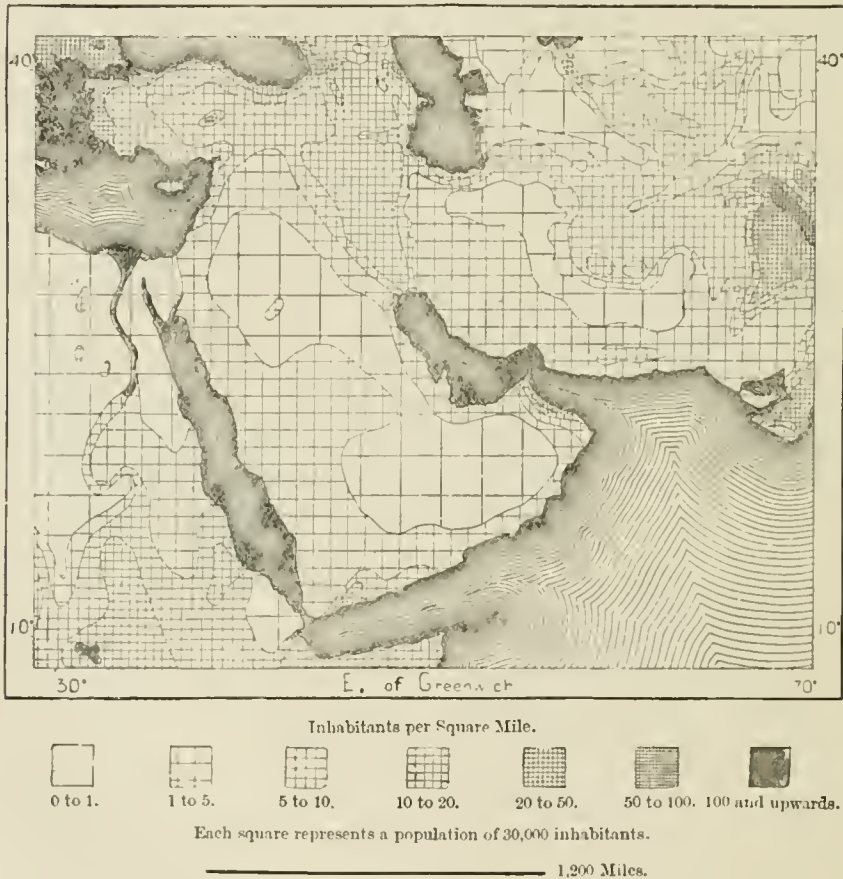 40° 40°
10° 10°
30° E. of Greenwich 70°
Inhabitants per Square Mile.
0 to 1. 1 to 5. 5 to 10. 10 to 20. 20 to 50. 50 to 100. 100 and upwards.
Each square represents a population of 30,000 inhabitants.
1,200 Miles.